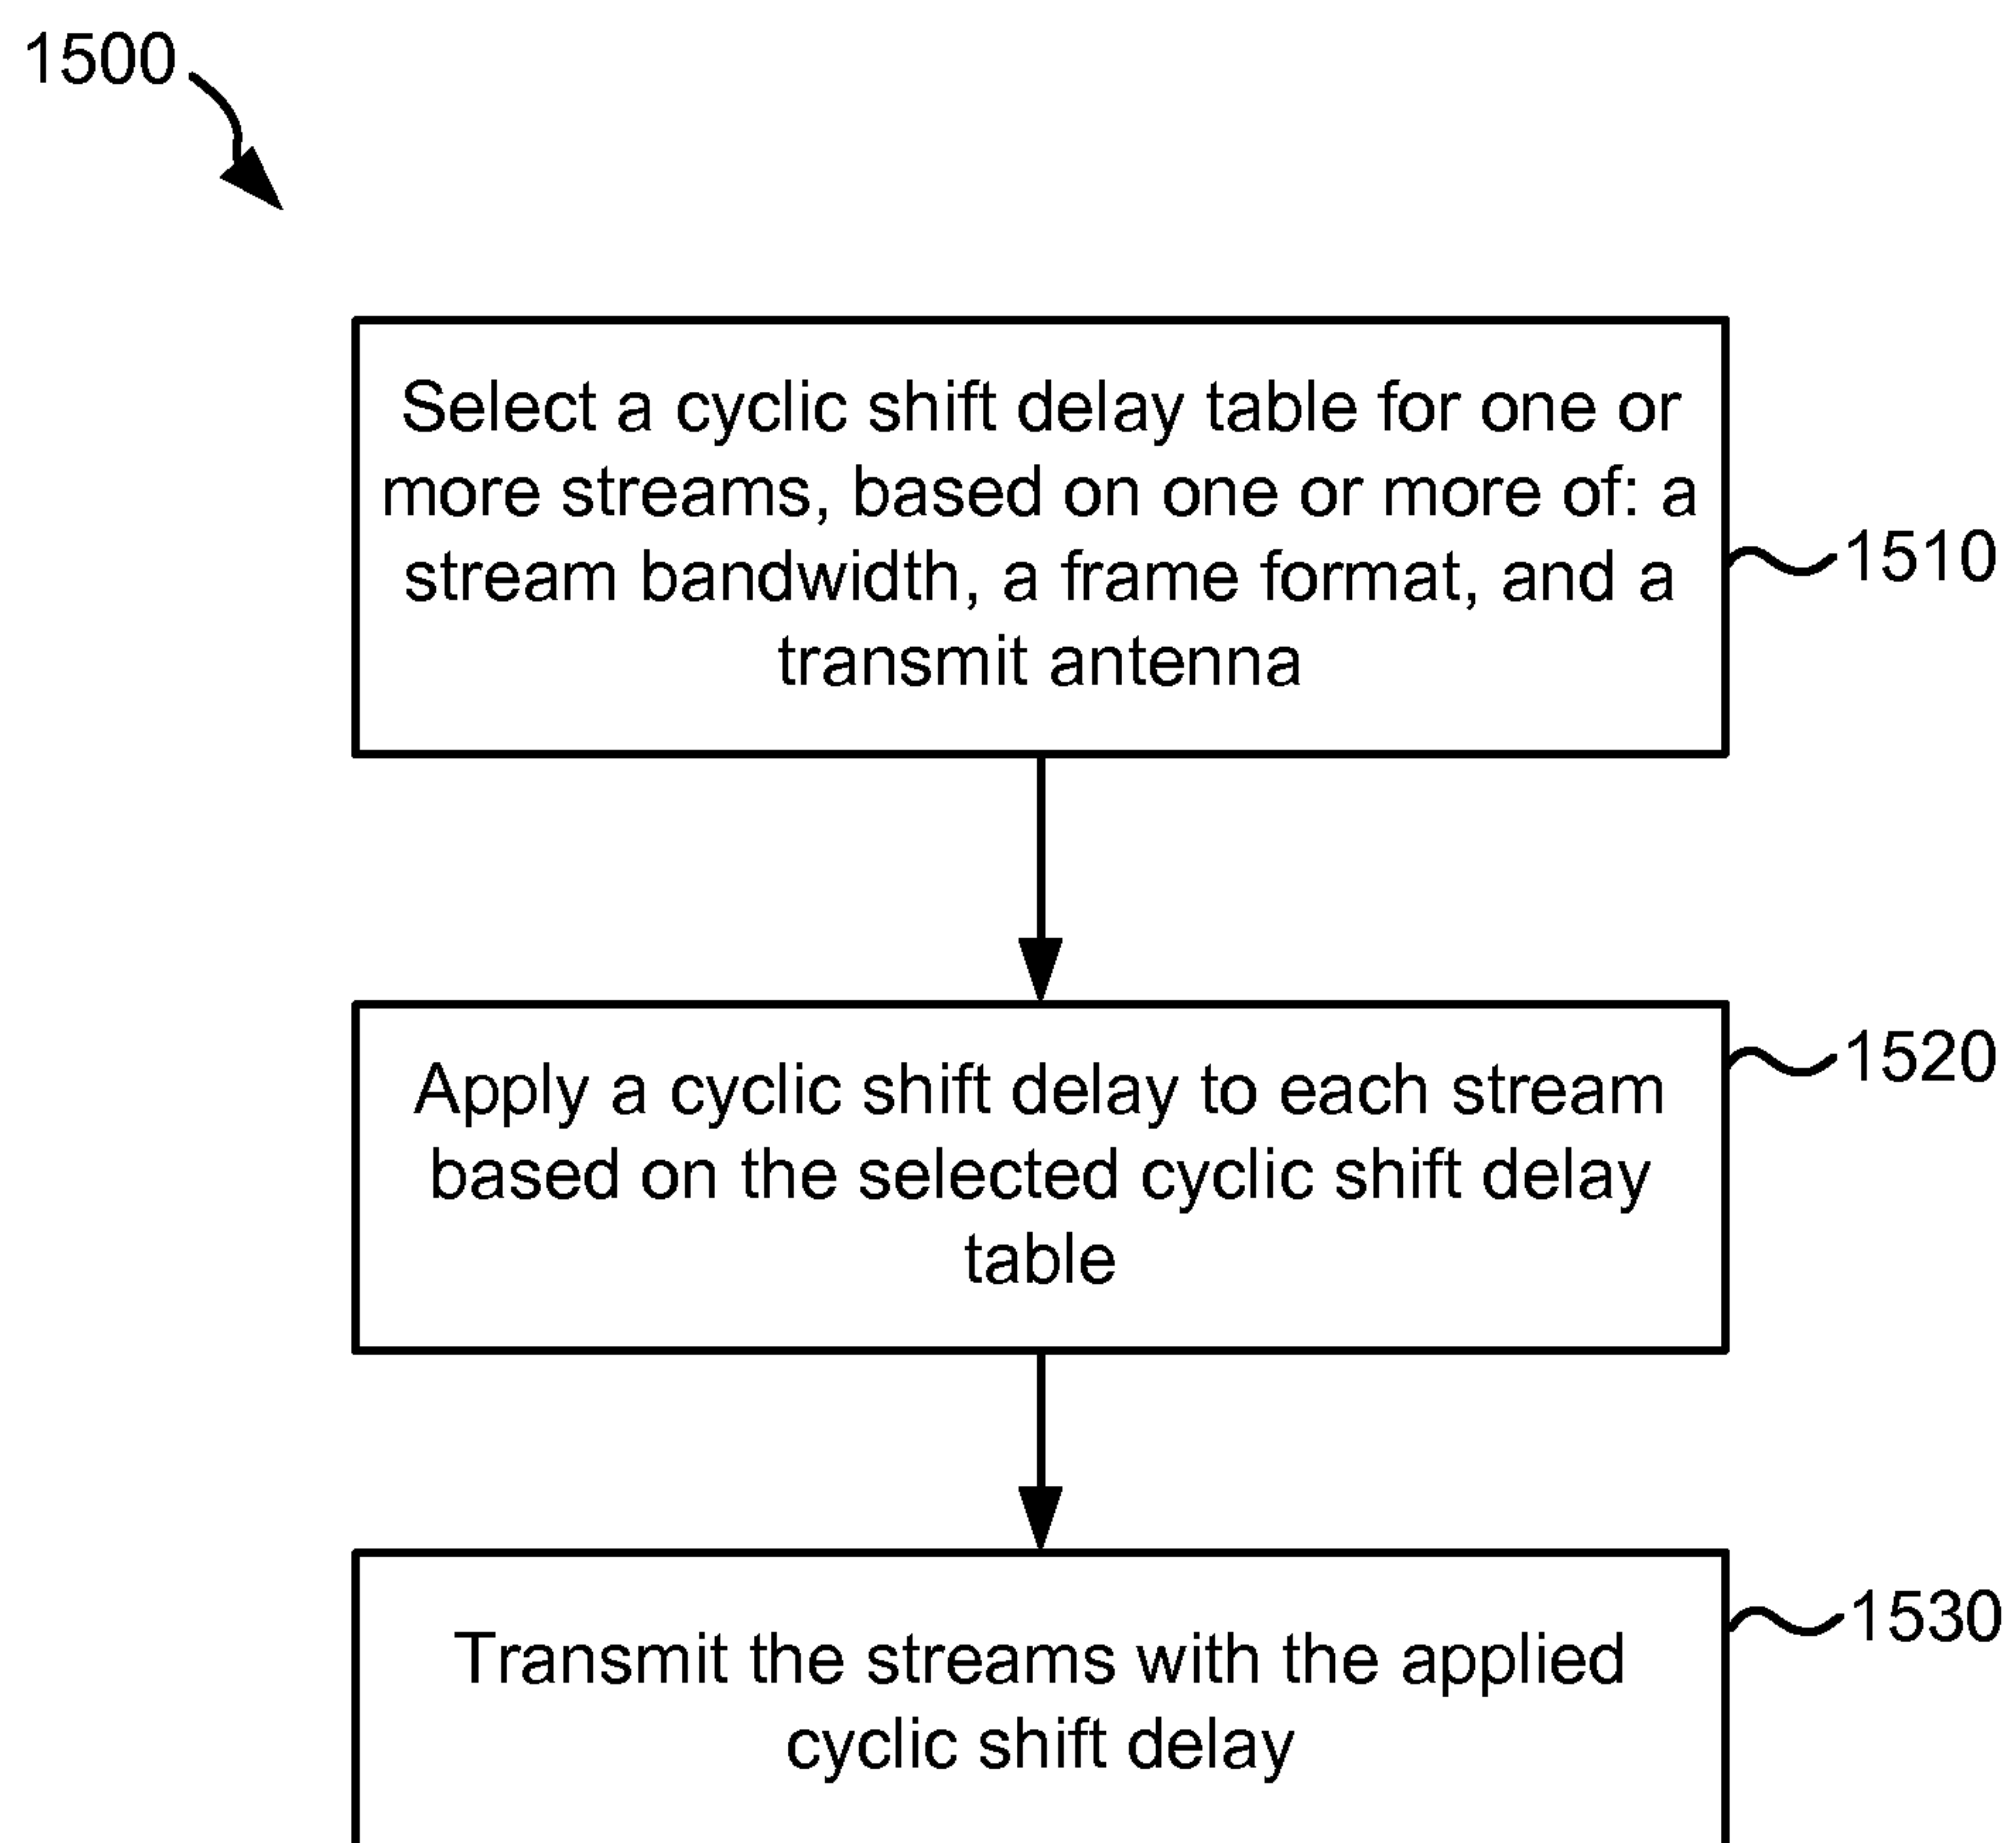 1500
Select a cyclic shift delay table for one or
more streams, based on one or more of: a
stream bandwidth, a frame format, and a
transmit antenna
1510
Apply a cyclic shift delay to each stream
based on the selected cyclic shift delay
table
1520
Transmit the streams with the applied
cyclic shift delay
1530